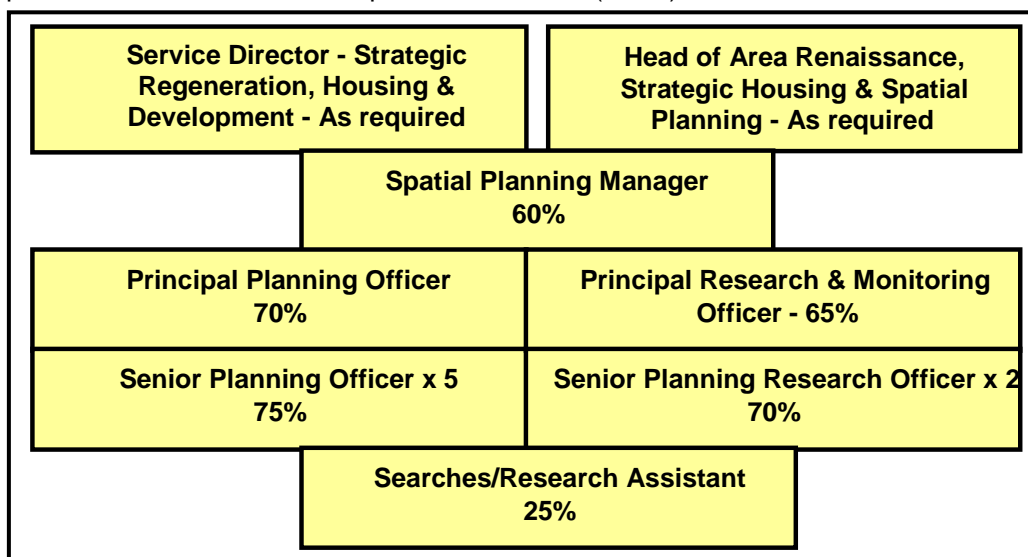 Service Director - Strategic
Regeneration, Housing &
Development - As required
Head of Area Renaissance,
Strategic Housing & Spatial
Planning - As required
Spatial Planning Manager
60%
Principal Planning Officer
70%
Principal Research & Monitoring
Officer - 65%
Senior Planning Officer x 5
75%
Senior Planning Research Officer x 2
70%
Searches/Research Assistant
25%